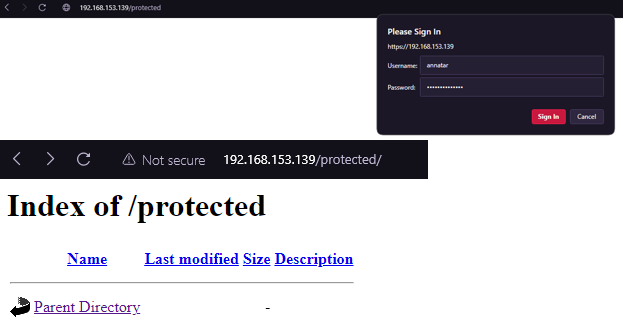 192.168.153.139/protected
Please Sign In
https://192.168.153.139
Username: annatar
Password: ••••••••••••••
Sign In Cancel
Not secure 192.168.153.139/protected/
Index of /protected
Name Last modified Size Description
Parent Directory -